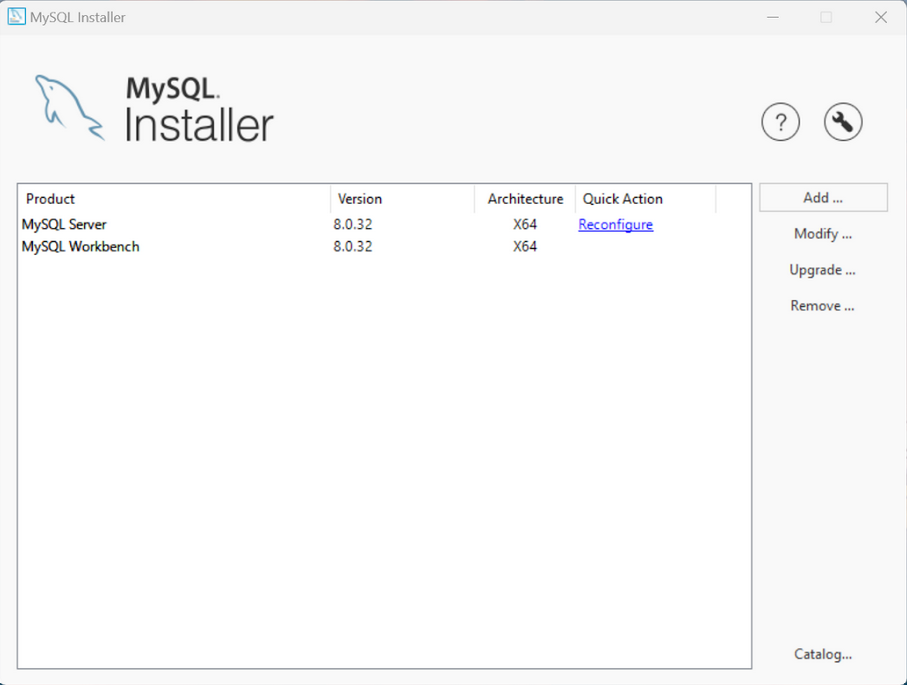 MySQL Installer
MySQL.
Installer
?
Product Version Architecture Quick Action
MySQL Server 8.0.32 X64 Reconfigure
MySQL Workbench 8.0.32 X64
Add ...
Modify ...
Upgrade ...
Remove ...
Catalog...